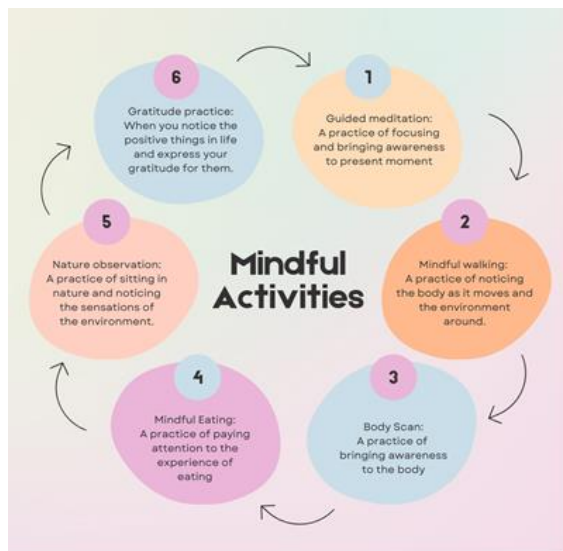 Mindful
Activities
1
Guided meditation:
A practice of focusing
and bringing awareness
to present moment
2
Mindful walking:
A practice of noticing
the body as it moves and
the environment
around.
3
Body Scan:
A practice of
bringing awareness
to the body
4
Mindful Eating:
A practice of paying
attention to the
experience of
eating
5
Nature observation:
A practice of sitting in
nature and noticing
the sensations of
the environment.
6
Gratitude practice:
When you notice the
positive things in life
and express your
gratitude for them.